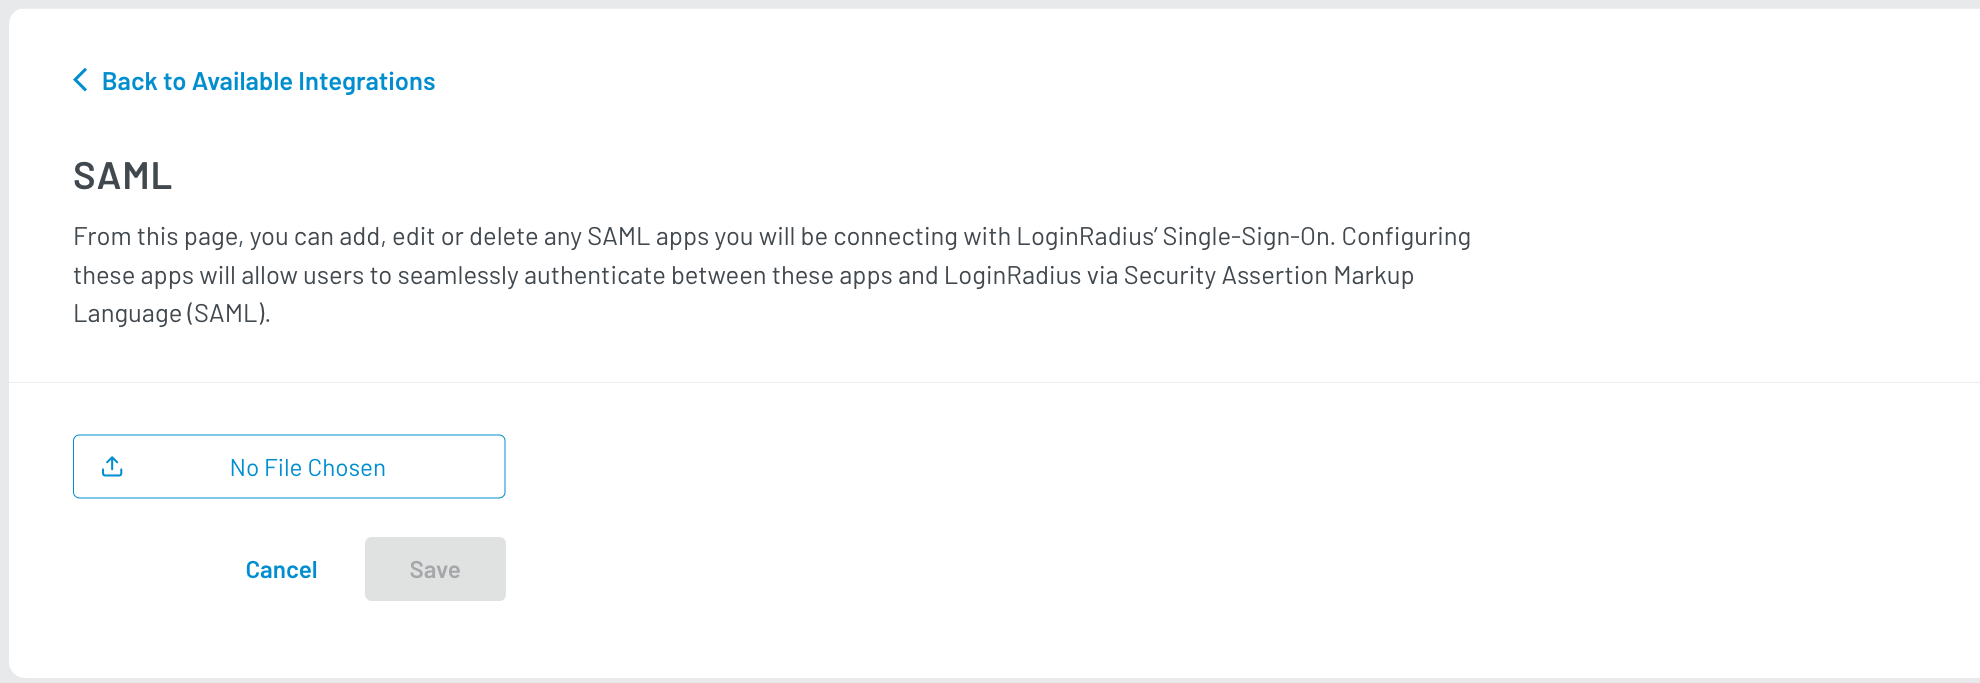 Back to Available Integrations
SAML
From this page, you can add, edit or delete any SAML apps you will be connecting with LoginRadius’ Single-Sign-On. Configuring
these apps will allow users to seamlessly authenticate between these apps and LoginRadius via Security Assertion Markup
Language (SAML).
No File Chosen
Cancel Save